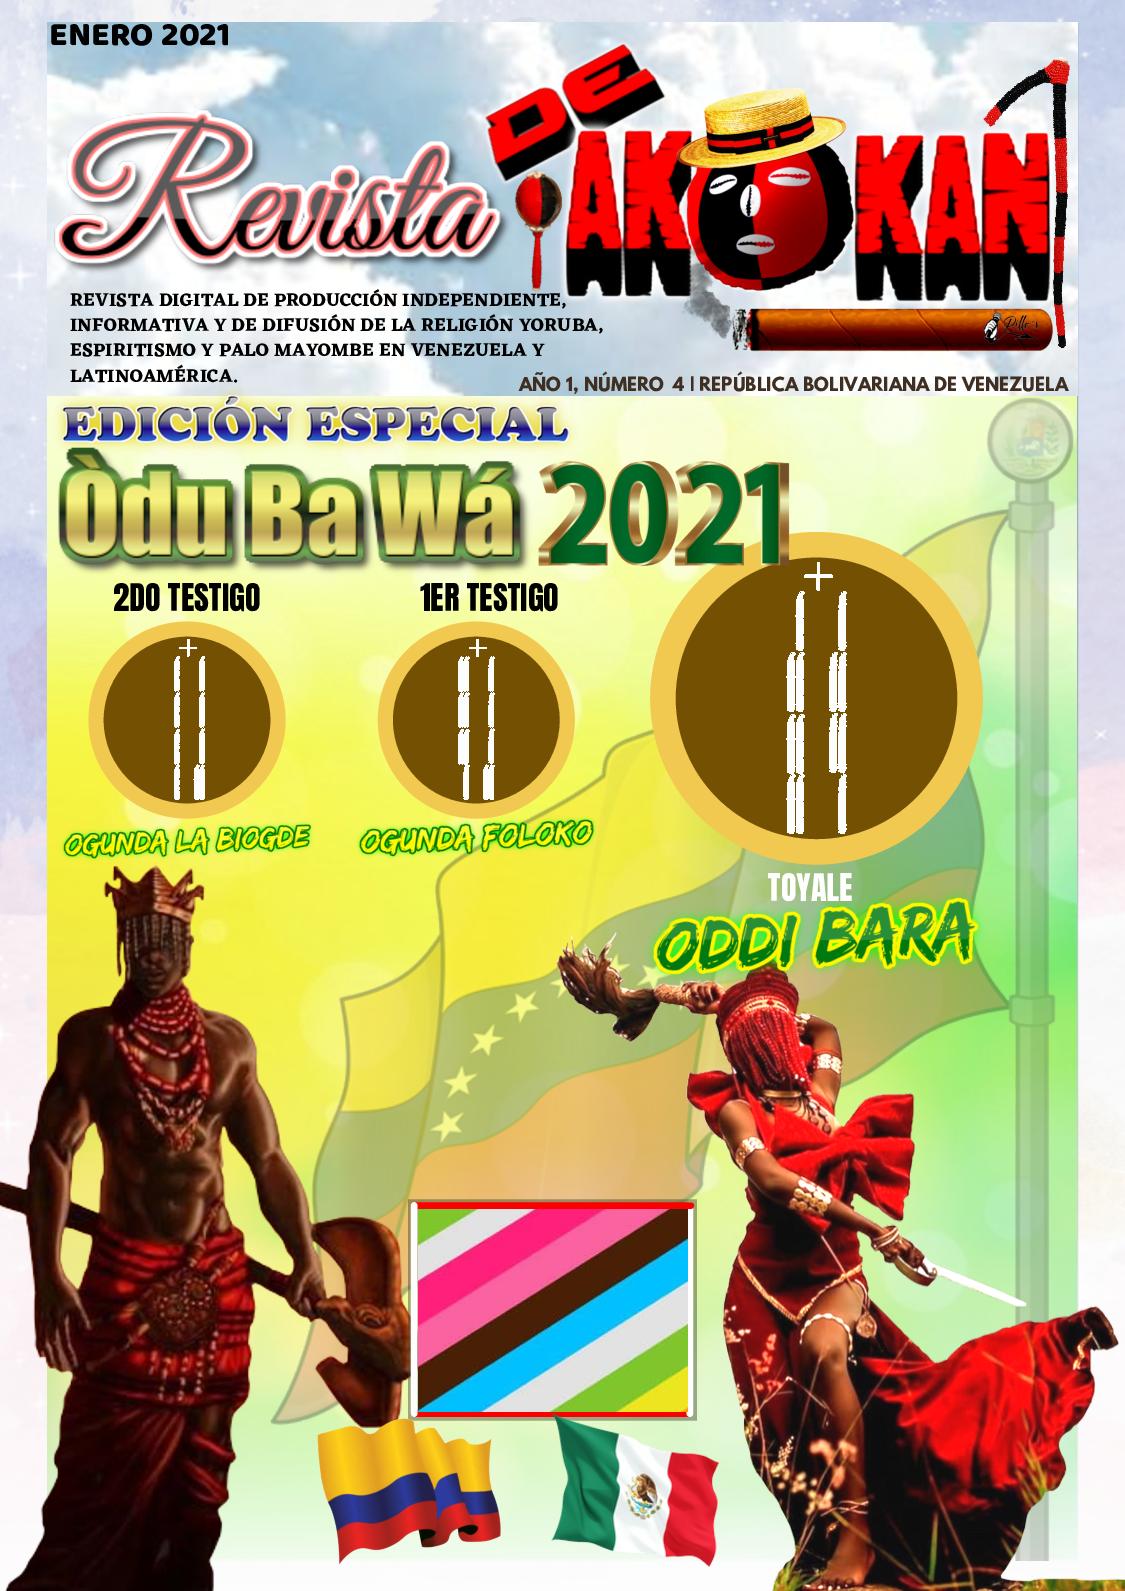 ENERO 2021
Revista
DE
AKOKAN
REVISTA DIGITAL DE PRODUCCIÓN INDEPENDIENTE,
INFORMATIVA Y DE DIFUSIÓN DE LA RELIGIÓN YORUBA,
ESPIRITISMO Y PALO MAYOMBE EN VENEZUELA Y
LATINOAMÉRICA.
AÑO 1, NÚMERO 4 | REPÚBLICA BOLIVARIANA DE VENEZUELA
EDICIÓN ESPECIAL
Òdu Ba Wá 2021
2DO TESTIGO
1ER TESTIGO
OGUNDA LA BIOGDE
OGUNDA FOLOKO
TOYALE
ODDI BARA